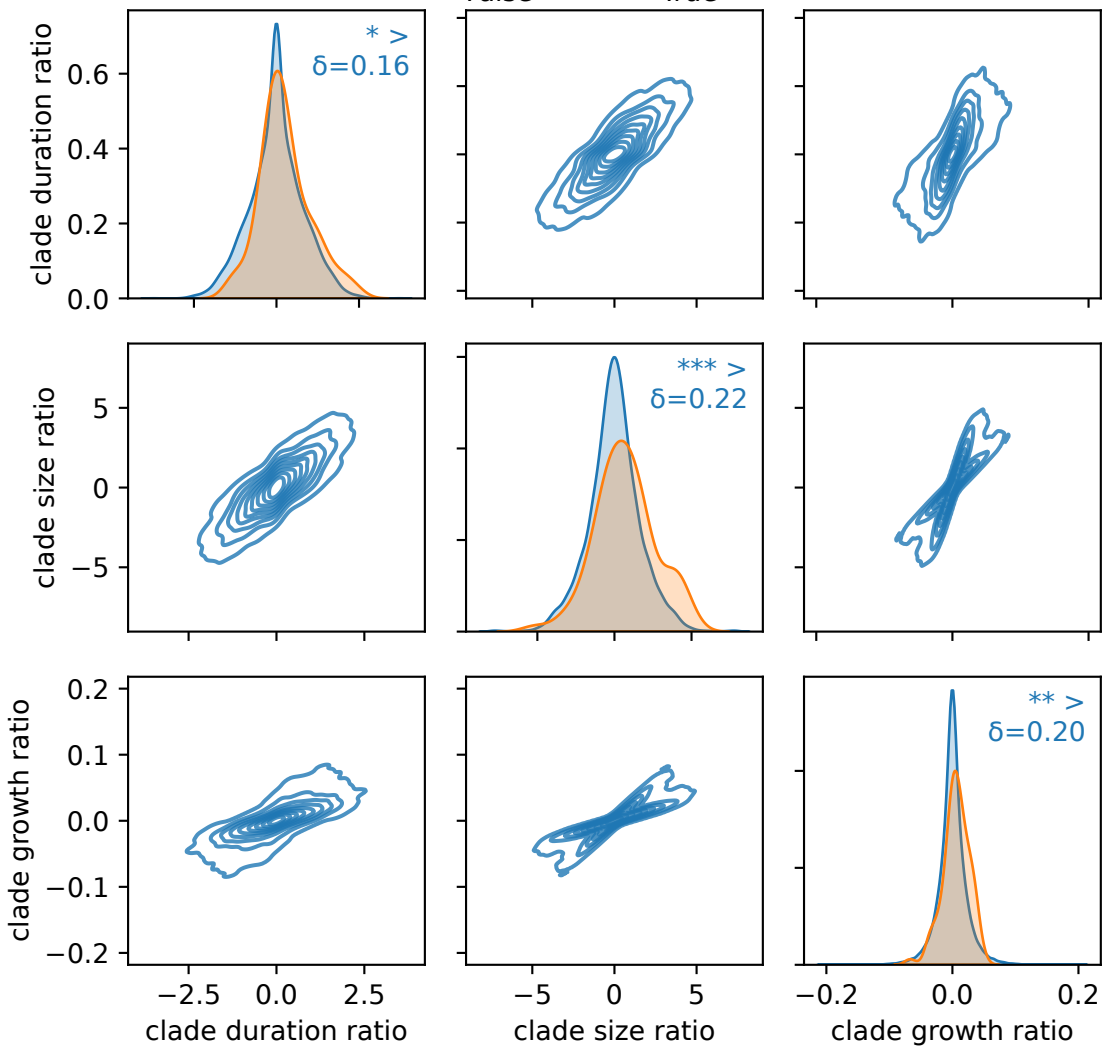 * >
δ=0.16
0.6
0.4
0.2
0.0
clade duration ratio
*** >
δ=0.22
5
0
−5
clade size ratio
** >
δ=0.20
0.2
0.1
0.0
−0.1
−0.2
clade growth ratio
−2.5 0.0 2.5
−5 0 5
−0.2 0.0 0.2
clade duration ratio
clade size ratio
clade growth ratio